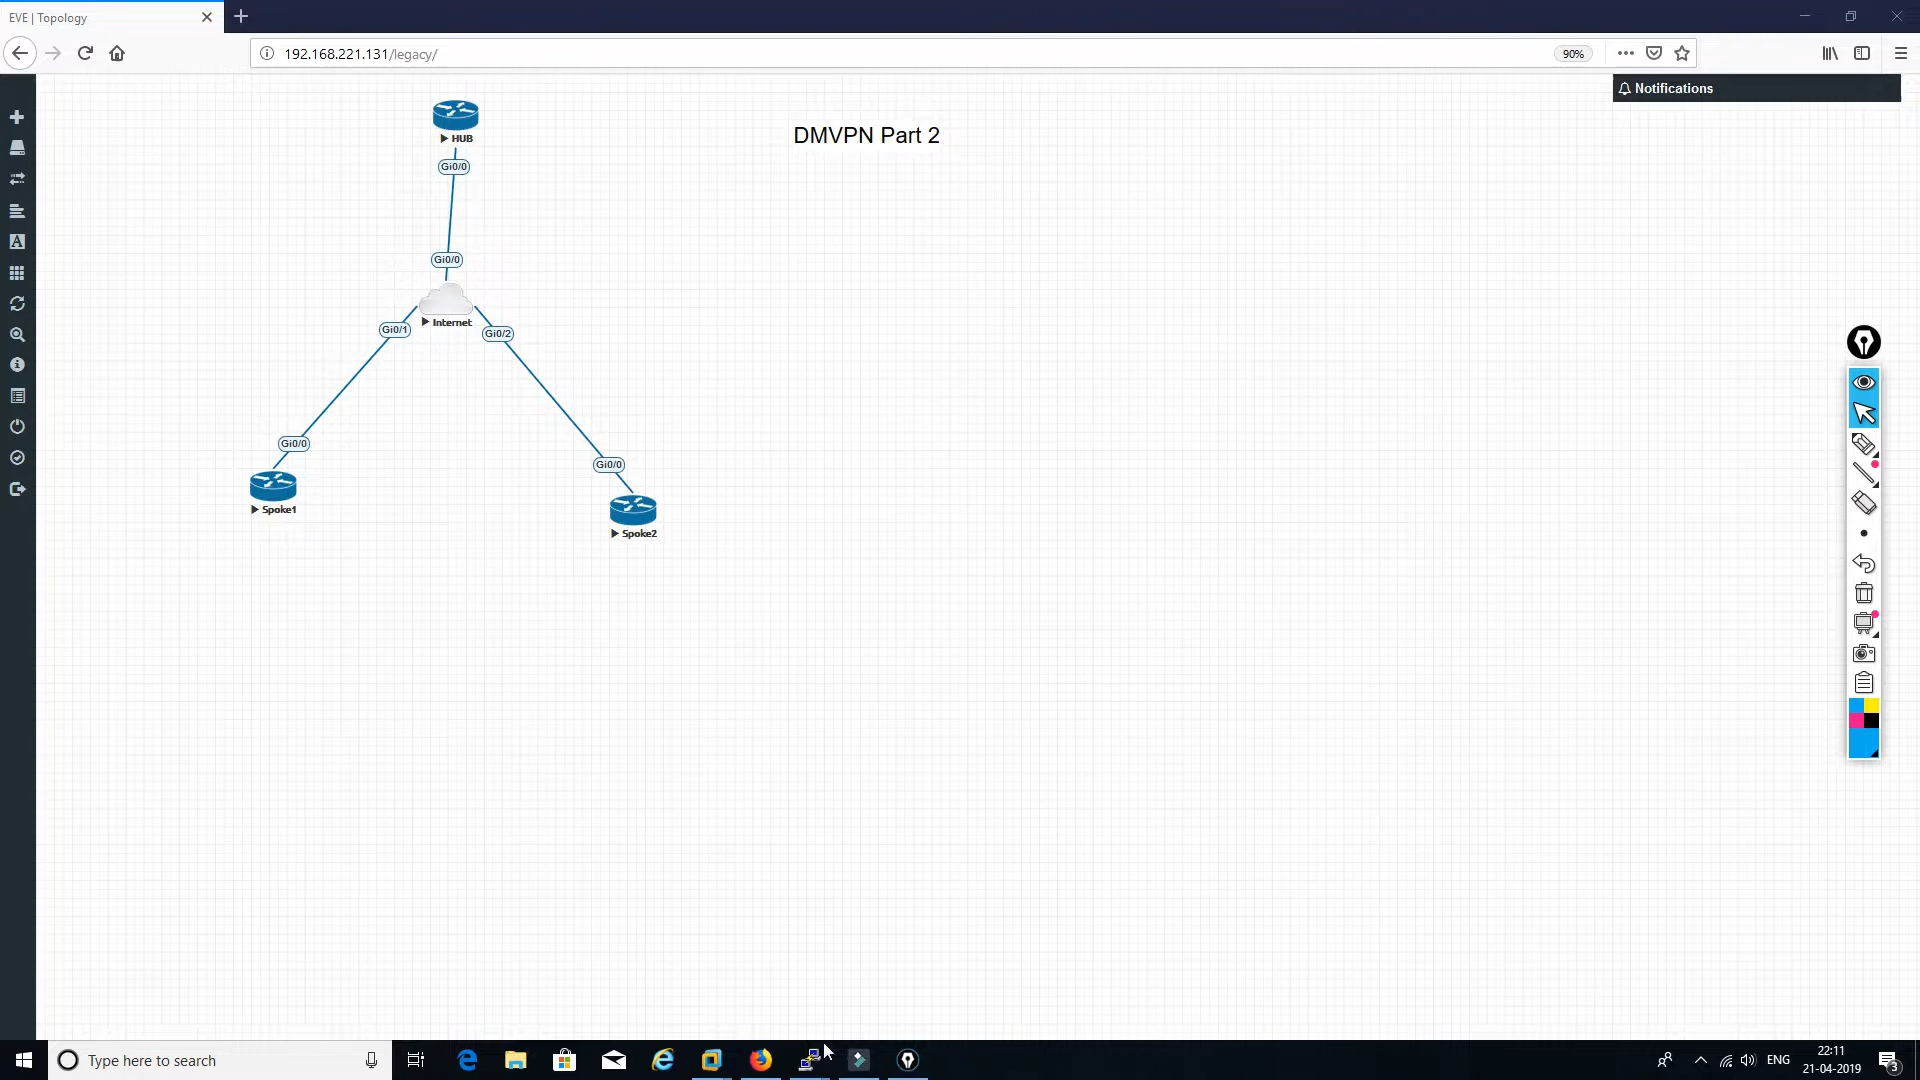 EVE | Topology
192.168.221.131/legacy/
90%
Notifications
HUB
DMVPN Part 2
Gi0/0
Gi0/0
Internet
Gi0/1
Gi0/2
Gi0/0
Gi0/0
Spoke1
Spoke2
Type here to search
ENG
22:11
21-04-2019
3